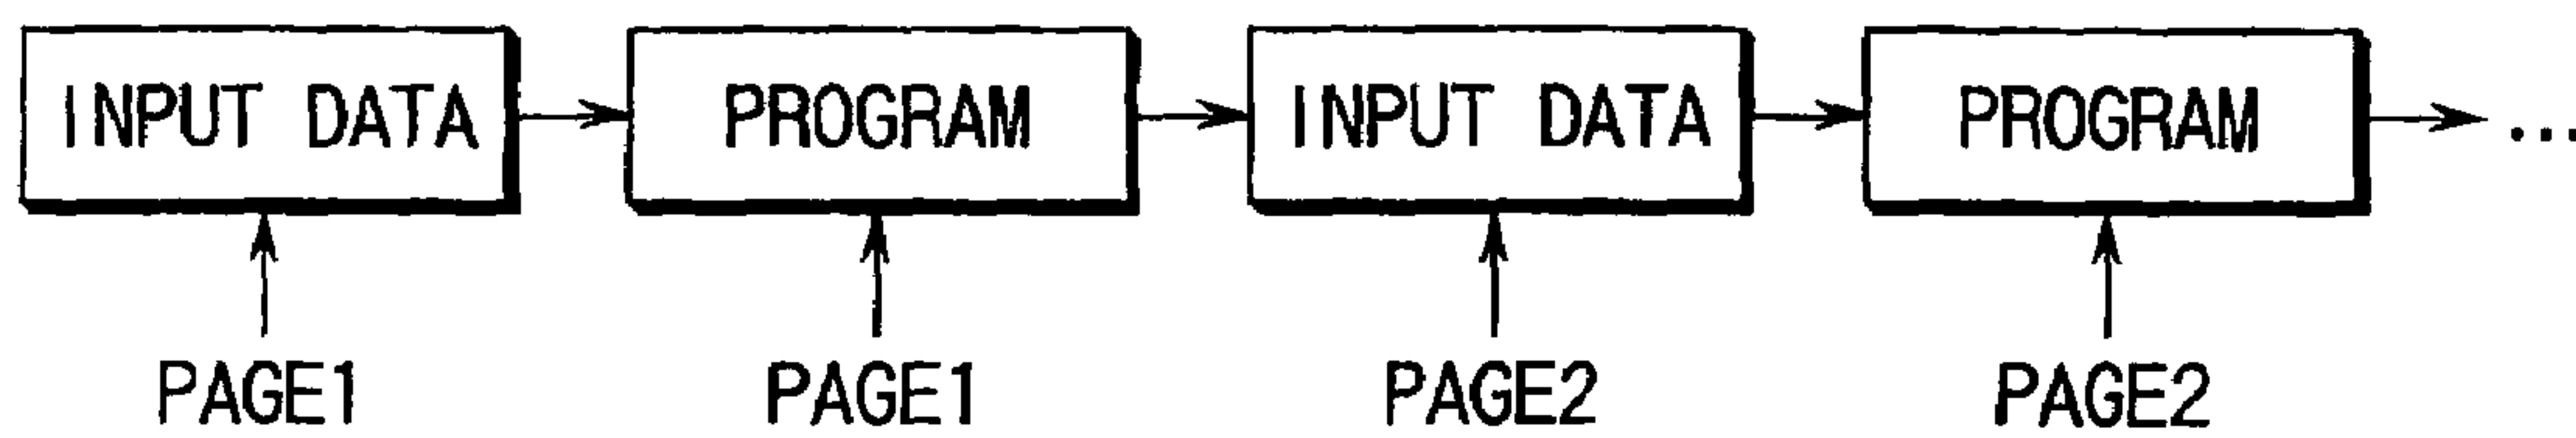 INPUT DATA PROGRAM INPUT DATA PROGRAM ...
PAGE1 PAGE1 PAGE2 PAGE2